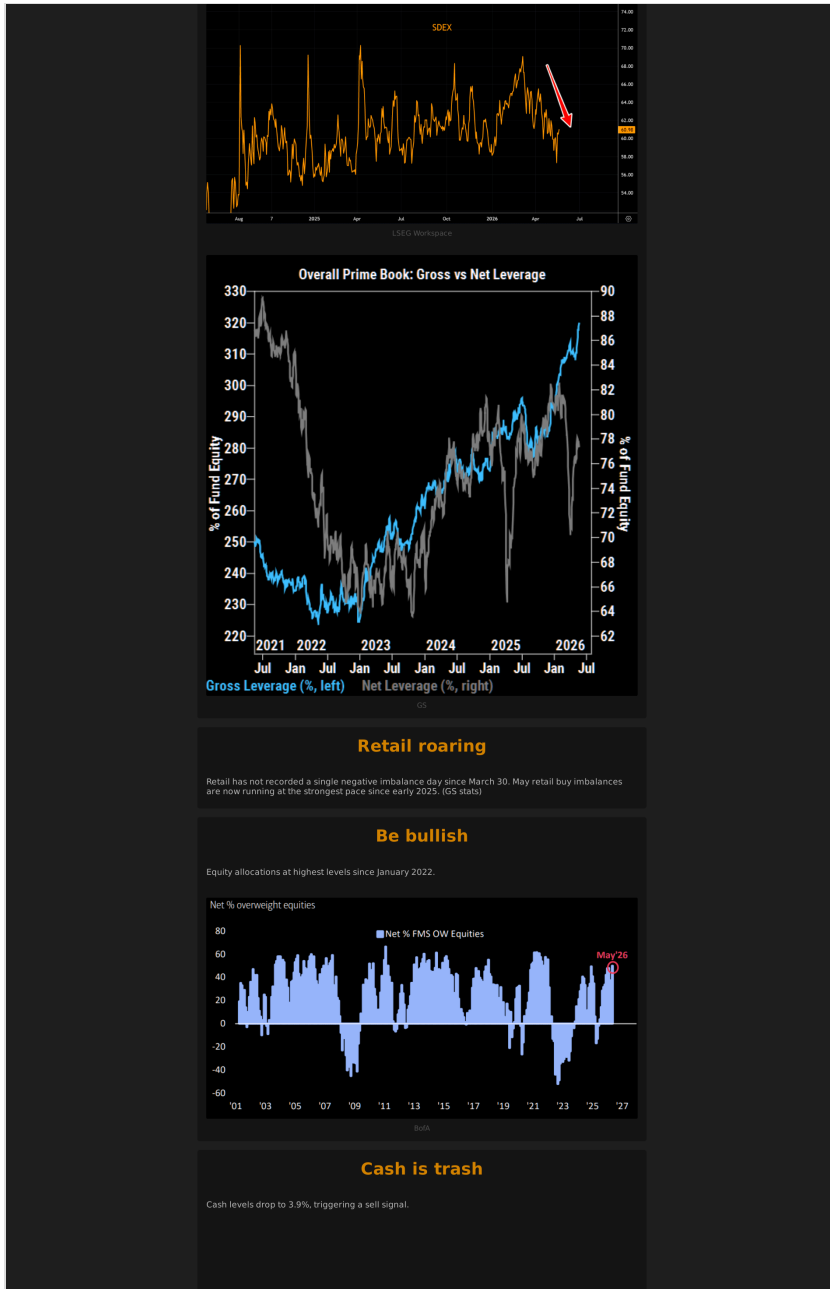 74.00
SDEX
72.00
70.00
68.00
66.00
64.00
62.00
60.98
60.00
58.00
56.00
54.00
Aug 7 2025 Apr Jul Oct 2026 Apr Jul
LSEG Workspace
Overall Prime Book: Gross vs Net Leverage
330 90
320 88
310 86
300 84
290 82
280 80
270 78
260 76
250 74
240 72
230 70
220 68
66
64
62
% of Fund Equity
% of Fund Equity
2021 2022 2023 2024 2025 2026
Jul Jan Jul Jan Jul Jan Jul Jan Jul Jan Jul
Gross Leverage (%, left) Net Leverage (%, right)
GS
Retail roaring
Retail has not recorded a single negative imbalance day since March 30. May retail buy imbalances
are now running at the strongest pace since early 2025. (GS stats)
Be bullish
Equity allocations at highest levels since January 2022.
Net % overweight equities
80
Net % FMS OW Equities
60
May'26
40
20
0
-20
-40
-60
'01 '03 '05 '07 '09 '11 '13 '15 '17 '19 '21 '23 '25 '27
BofA
Cash is trash
Cash levels drop to 3.9%, triggering a sell signal.